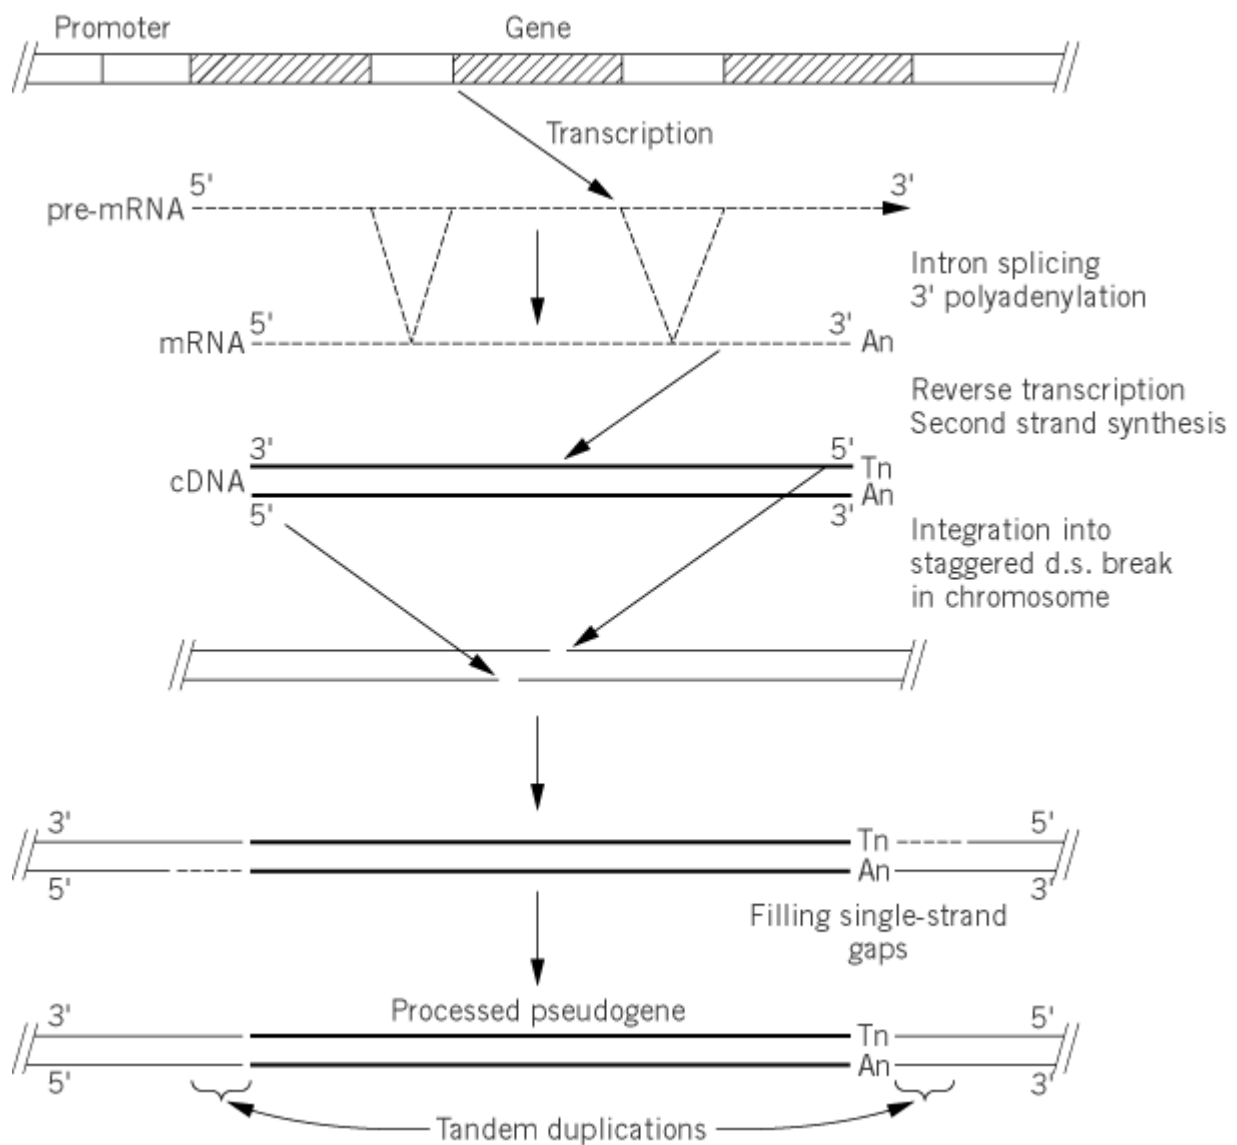 Promoter
Gene
Transcription
5'
3'
pre-mRNA
Intron splicing
3' polyadenylation
5'
3'
mRNA
An
Reverse transcription
Second strand synthesis
3'
5'
Tn
cDNA
An
5'
3'
Integration into
staggered d.s. break
in chromosome
3'
5'
Tn
An
5'
3'
Filling single-strand
gaps
Processed pseudogene
3'
5'
Tn
An
5'
3'
Tandem duplications